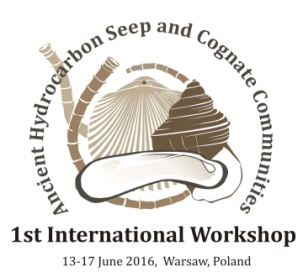 Ancient Hydrocarbon Seep and Cognate Communities
1st International Workshop
13-17 June 2016, Warsaw, Poland